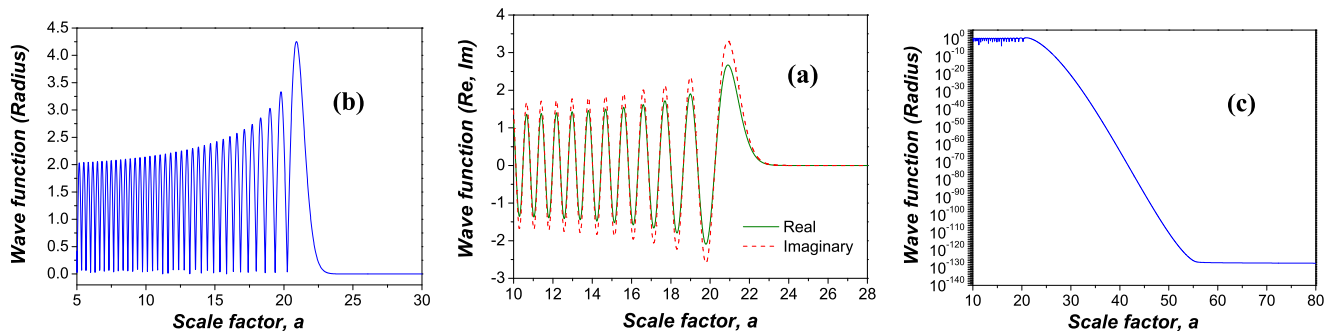 Wave function (Radius)
4.5
4.0
3.5
3.0
2.5
2.0
1.5
1.0
0.5
0.0
5 10 15 20 25 30
Scale factor, a
(b)
Wave function (Re, Im)
4
3
2
1
0
-1
-2
-3
10 12 14 16 18 20 22 24 26 28
Scale factor, a
(a)
Real
Imaginary
Wave function (Radius)
10^0
10^-10
10^-20
10^-30
10^-40
10^-50
10^-60
10^-70
10^-80
10^-90
10^-100
10^-110
10^-120
10^-130
10^-140
10 20 30 40 50 60 70 80
Scale factor, a
(c)